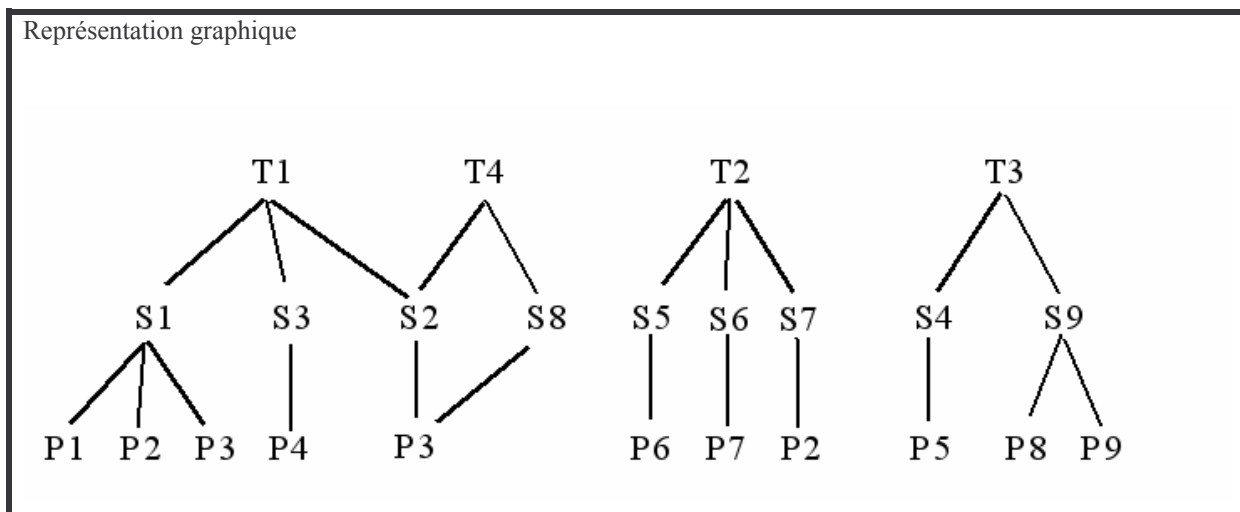 Représentation graphique
T1 T4 T2 T3
S1 S3 S2 S8 S5 S6 S7 S4 S9
P1 P2 P3 P4 P3 P6 P7 P2 P5 P8 P9